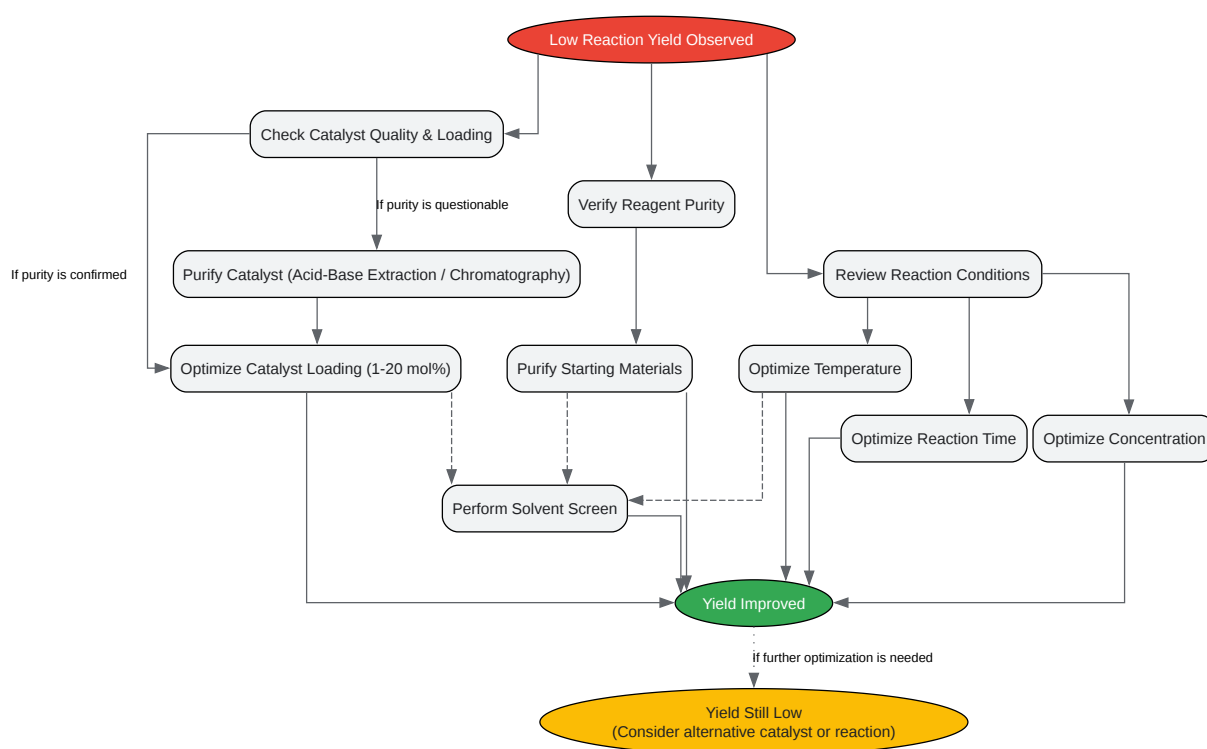 Low Reaction Yield Observed
Check Catalyst Quality & Loading
If purity is questionable
Verify Reagent Purity
If purity is confirmed
Purify Catalyst (Acid-Base Extraction / Chromatography)
Review Reaction Conditions
Optimize Catalyst Loading (1-20 mol%)
Purify Starting Materials
Optimize Temperature
Optimize Reaction Time
Optimize Concentration
Perform Solvent Screen
Yield Improved
If further optimization is needed
Yield Still Low
(Consider alternative catalyst or reaction)